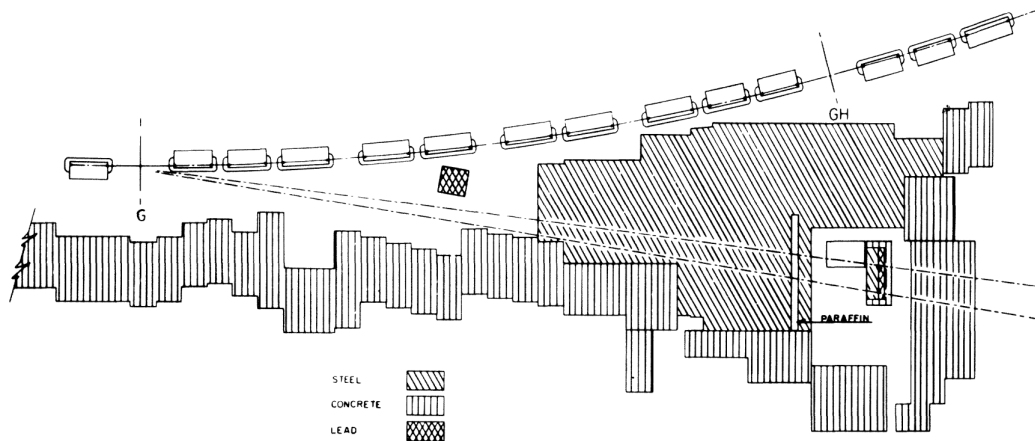 GH
G
PARAFFIN
STEEL
CONCRETE
LEAD